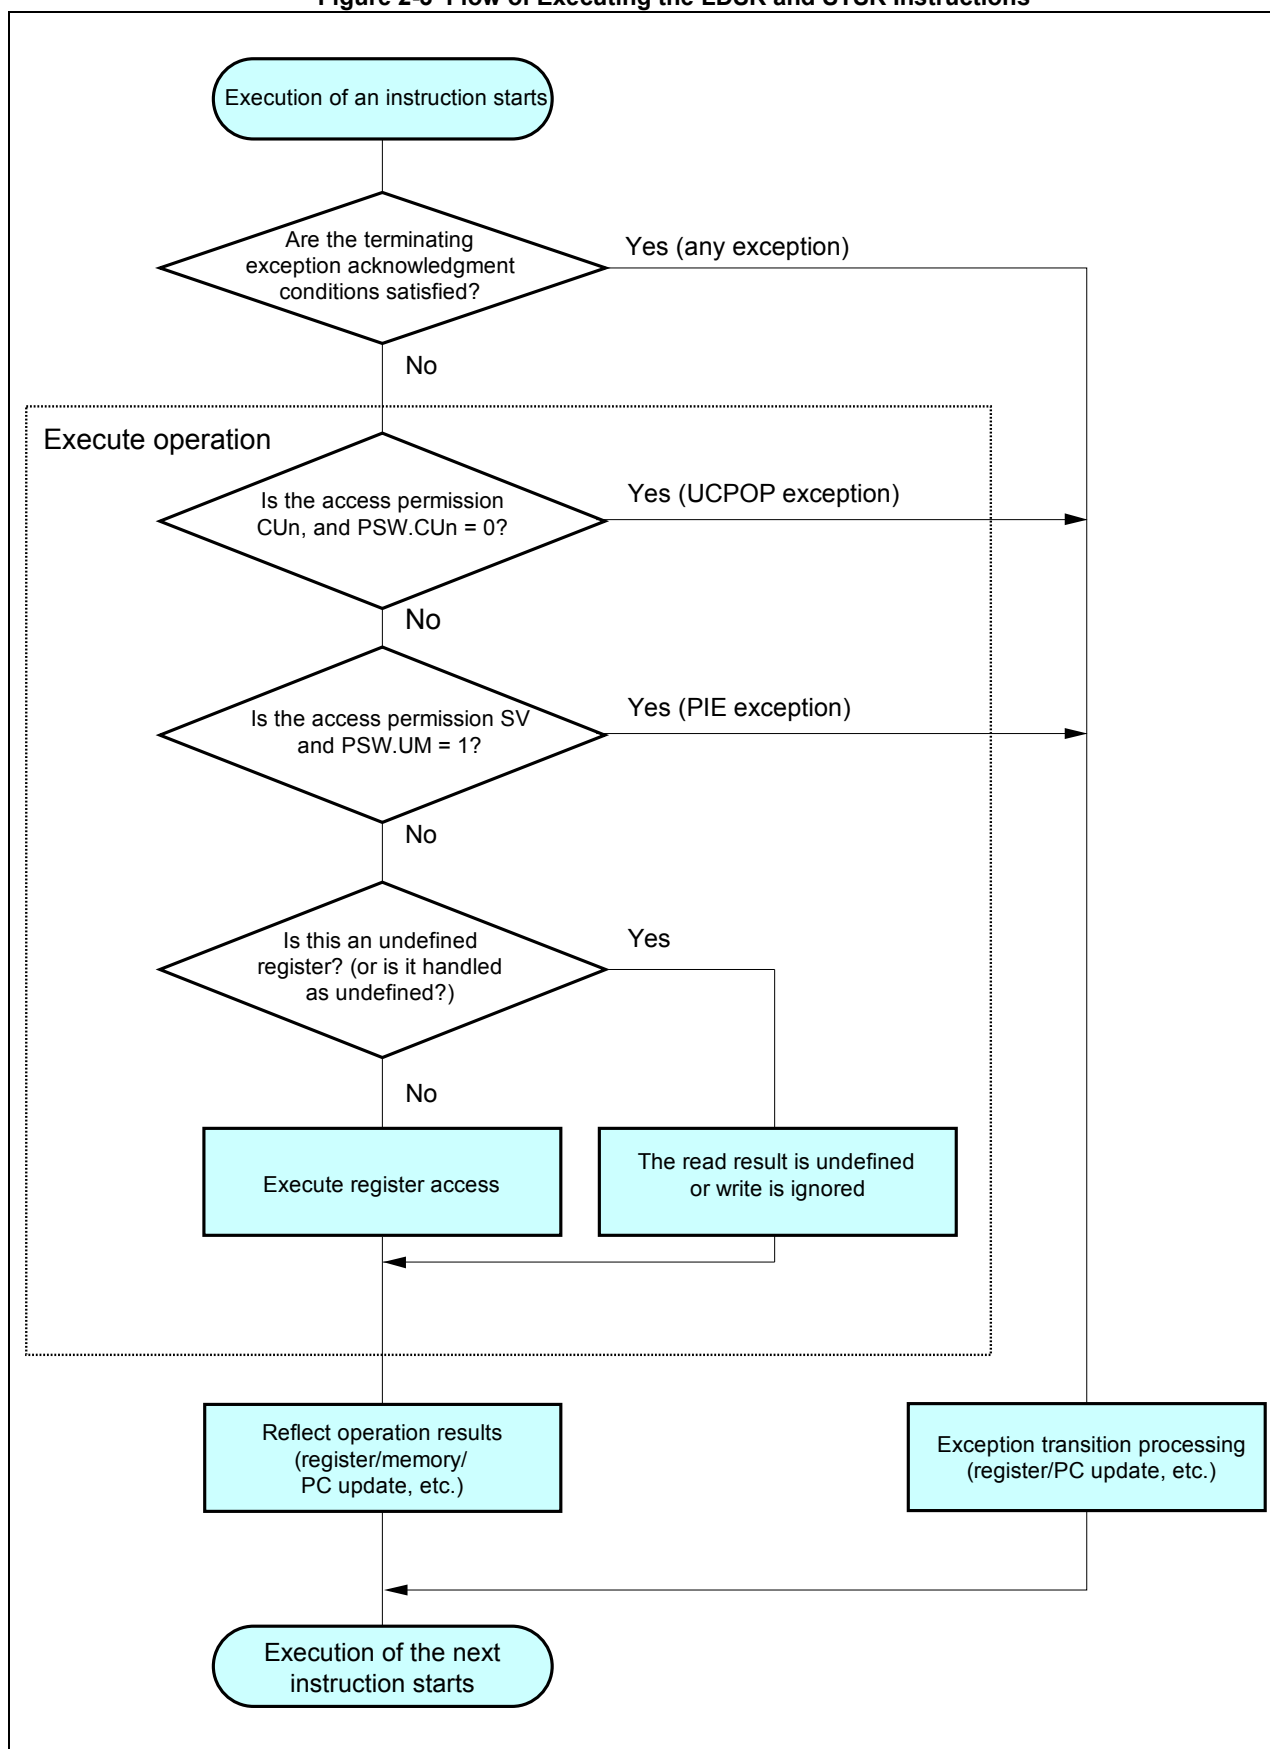 Execution of an instruction starts
Are the terminating
exception acknowledgment
conditions satisfied?
Yes (any exception)
No
Execute operation
Is the access permission
CUn, and PSW.CUn = 0?
Yes (UCPOP exception)
No
Is the access permission SV
and PSW.UM = 1?
Yes (PIE exception)
No
Is this an undefined
register? (or is it handled
as undefined?)
Yes
No
Execute register access
The read result is undefined
or write is ignored
Reflect operation results
(register/memory/
PC update, etc.)
Exception transition processing
(register/PC update, etc.)
Execution of the next
instruction starts